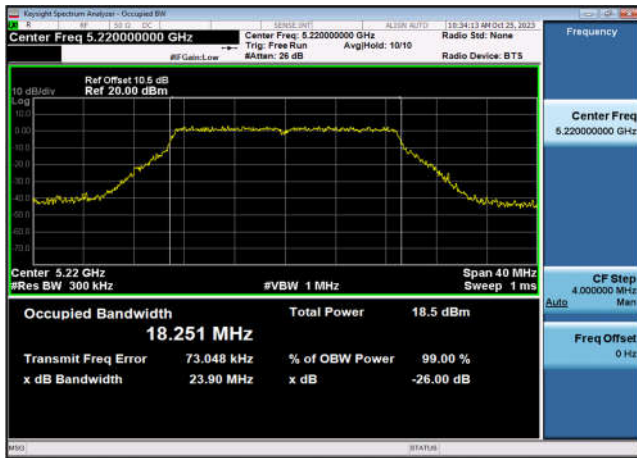 Keysight Spectrum Analyzer - Occupied BW
R RF 50 Ω DC SENSE:INT ALIGN AUTO 10:34:13 AM Oct 25, 2023
Center Freq 5.220000000 GHz
Center Freq: 5.220000000 GHz
Radio Std: None
Trig: Free Run Avg|Hold: 10/10
#IFGain:Low
#Atten: 26 dB
Radio Device: BTS
Frequency
Ref Offset 10.5 dB
10 dB/div Ref 20.00 dBm
Log
10.0
0.00
-10.0
-20.0
-30.0
-40.0
-50.0
-60.0
-70.0
Center 5.22 GHz
Span 40 MHz
#Res BW 300 kHz
#VBW 1 MHz
Sweep 1 ms
Center Freq
5.220000000 GHz
CF Step
4.000000 MHz
Auto Man
Freq Offset
0 Hz
Occupied Bandwidth
18.251 MHz
Total Power 18.5 dBm
Transmit Freq Error 73.048 kHz
% of OBW Power 99.00 %
x dB Bandwidth 23.90 MHz
x dB -26.00 dB
MSG
STATUS